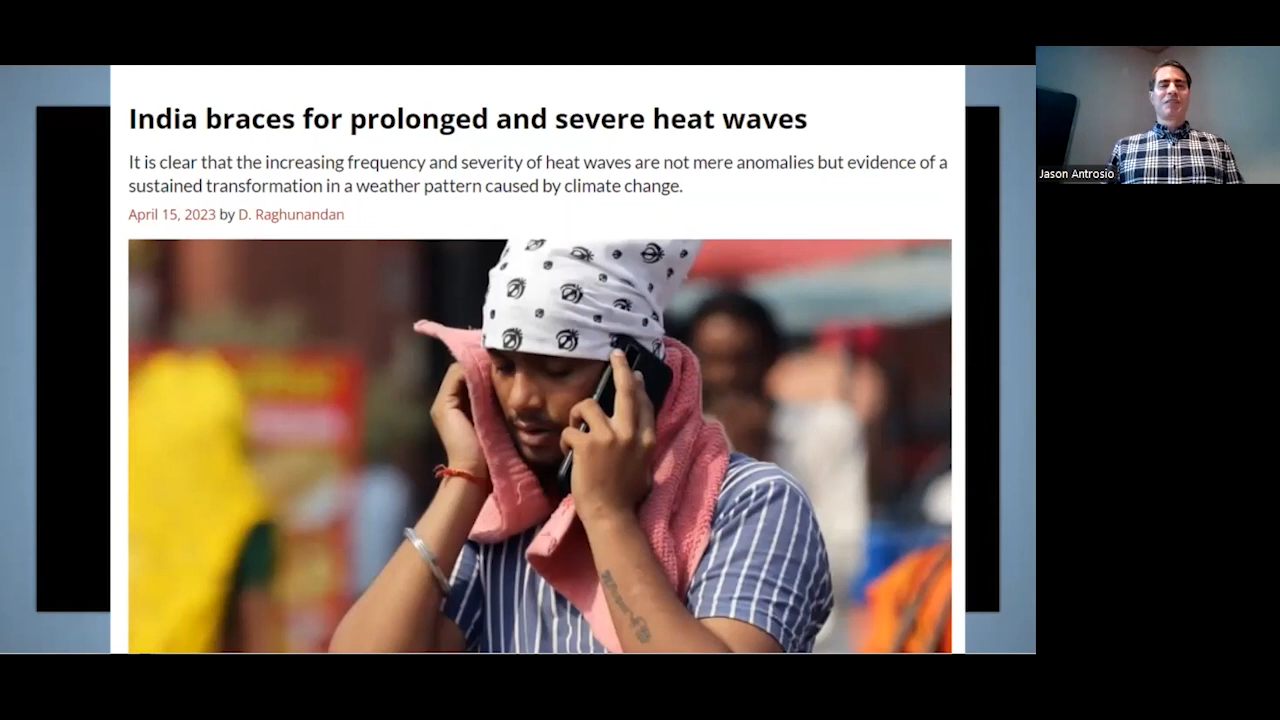 India braces for prolonged and severe heat waves
It is clear that the increasing frequency and severity of heat waves are not mere anomalies but evidence of a
sustained transformation in a weather pattern caused by climate change.
April 15, 2023 by D. Raghunandan
Jason Antrosio